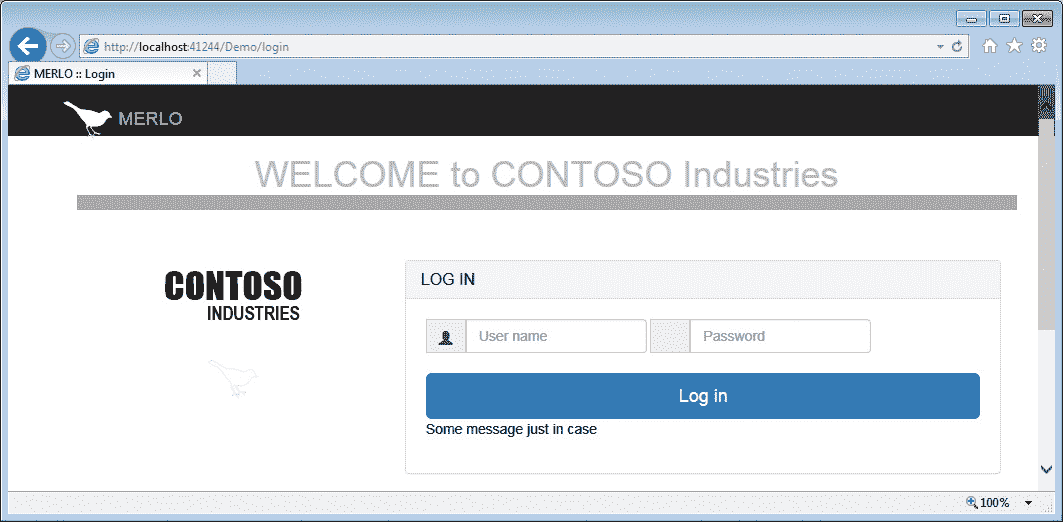 http://localhost:41244/Demo/login
MERLO :: Login
MERLO
WELCOME to CONTOSO Industries
CONTOSO
INDUSTRIES
LOG IN
User name
Password
Log in
Some message just in case
100%